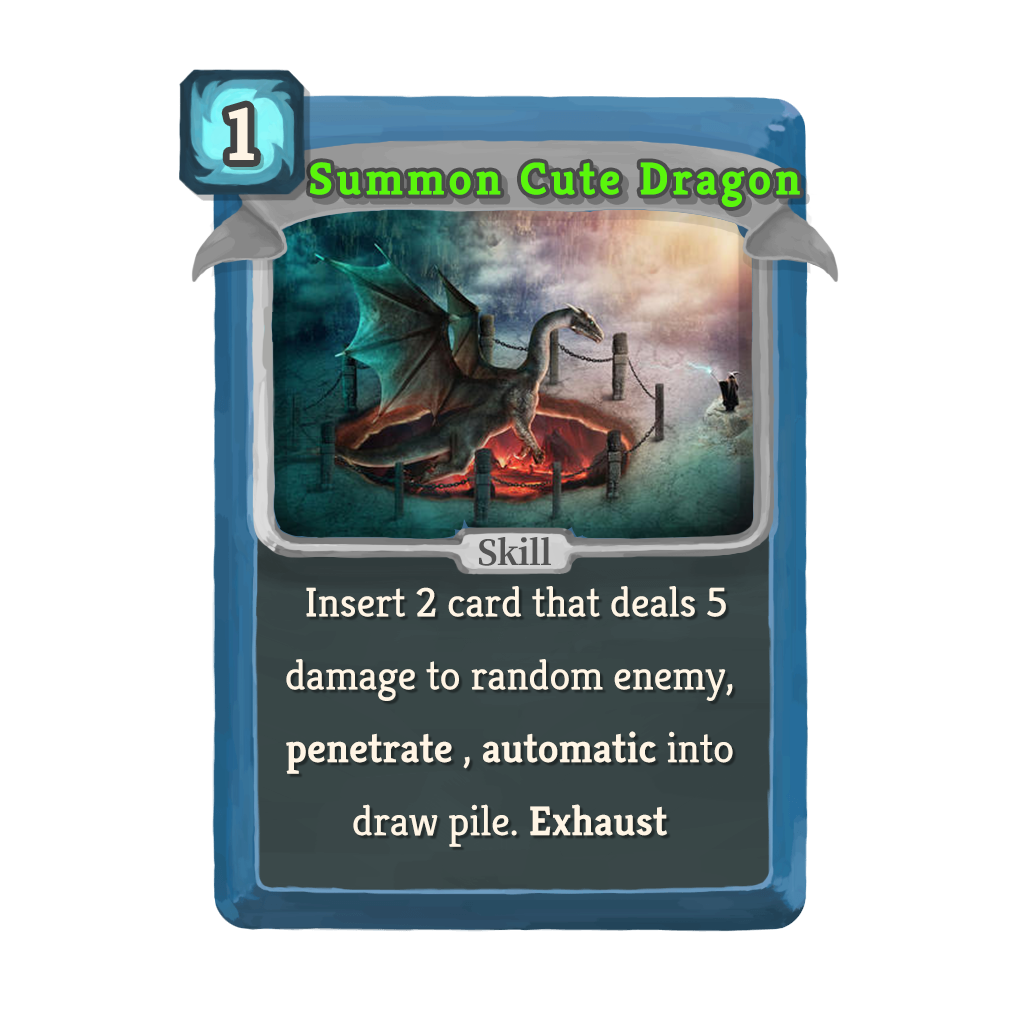 1
Summon Cute Dragon
Skill
Insert 2 card that deals 5
damage to random enemy,
penetrate , automatic into
draw pile. Exhaust